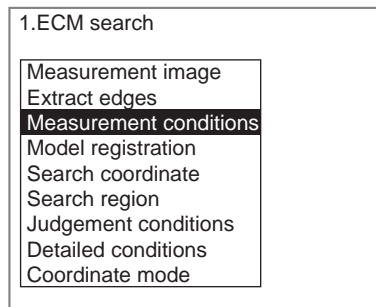 1.ECM search
Measurement image
Extract edges
Measurement conditions
Model registration
Search coordinate
Search region
Judgement conditions
Detailed conditions
Coordinate mode